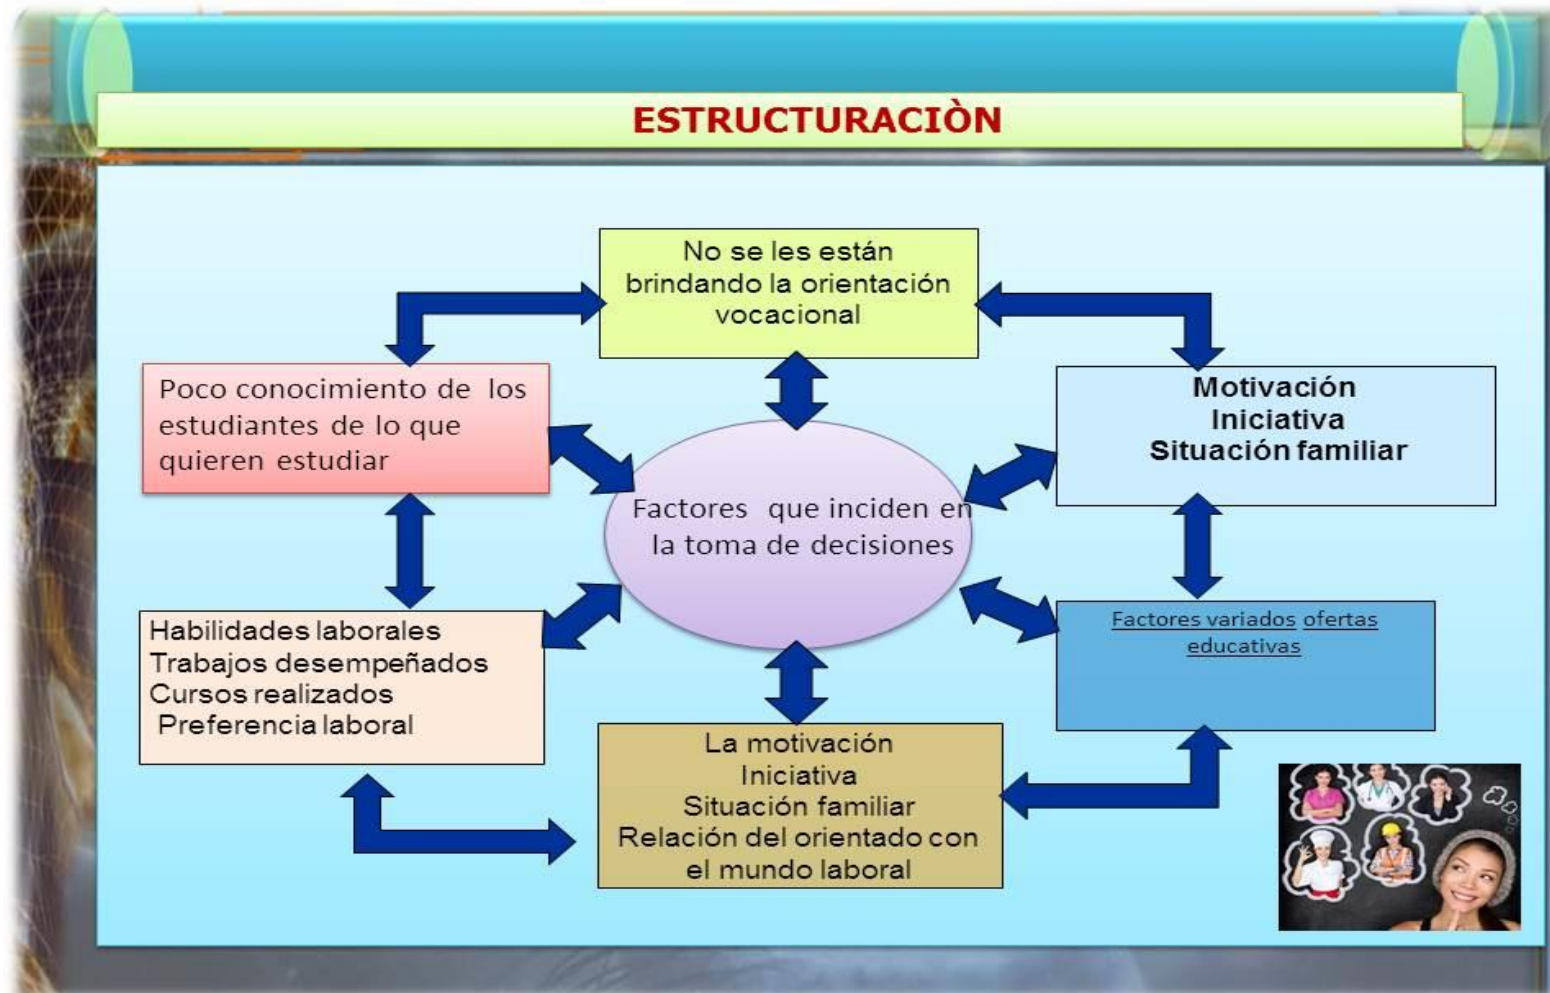 ESTRUCTURACIÒN
No se les están
brindando la orientación
vocacional
Poco conocimiento de los
estudiantes de lo que
quieren estudiar
Motivación
Iniciativa
Situación familiar
Factores que inciden en
la toma de decisiones
Habilidades laborales
Trabajos desempeñados
Cursos realizados
Preferencia laboral
Factores variados ofertas
educativas
La motivación
Iniciativa
Situación familiar
Relación del orientado con
el mundo laboral